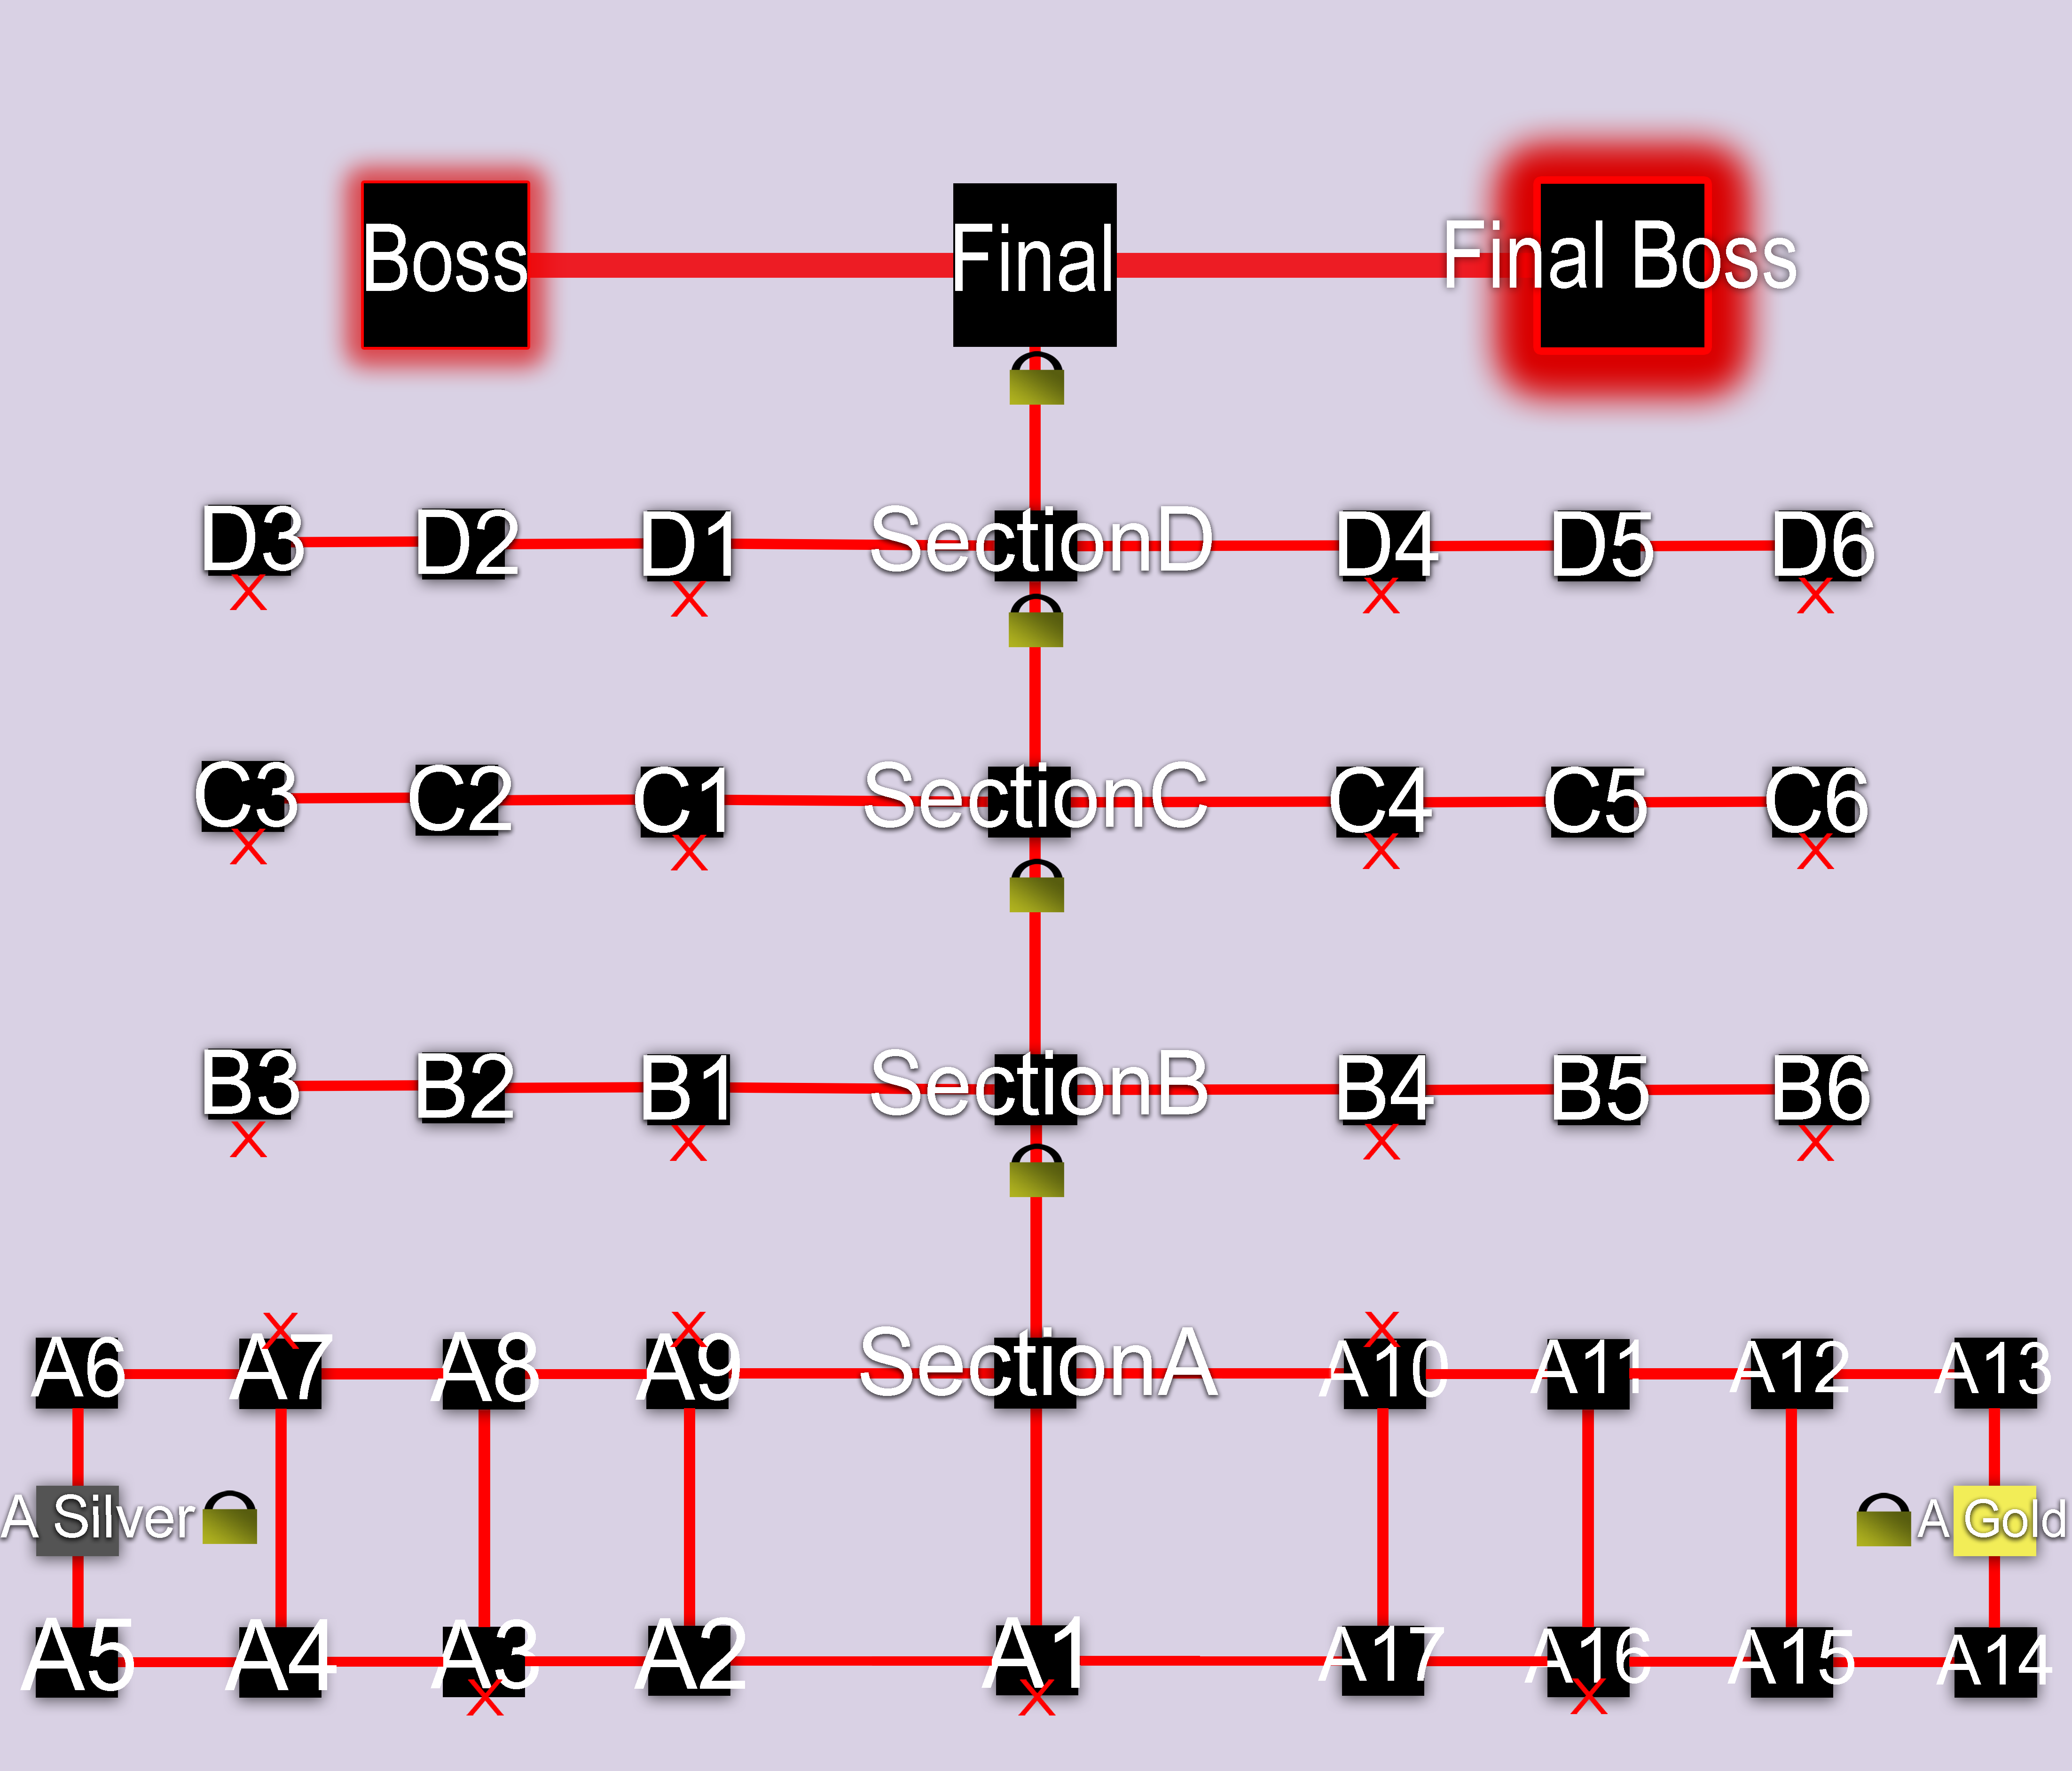 Boss Final Final Boss
D3 D2 D1 SectionD D4 D5 D6
X X X X
C3 C2 C1 SectionC C4 C5 C6
X X X X
B3 B2 B1 SectionB B4 B5 B6
X X X X
X X X
A6 A7 A8 A9 SectionA A10 A11 A12 A13
A Silver A Gold
A5 A4 A3 A2 A1 A17 A16 A15 A14
X X X